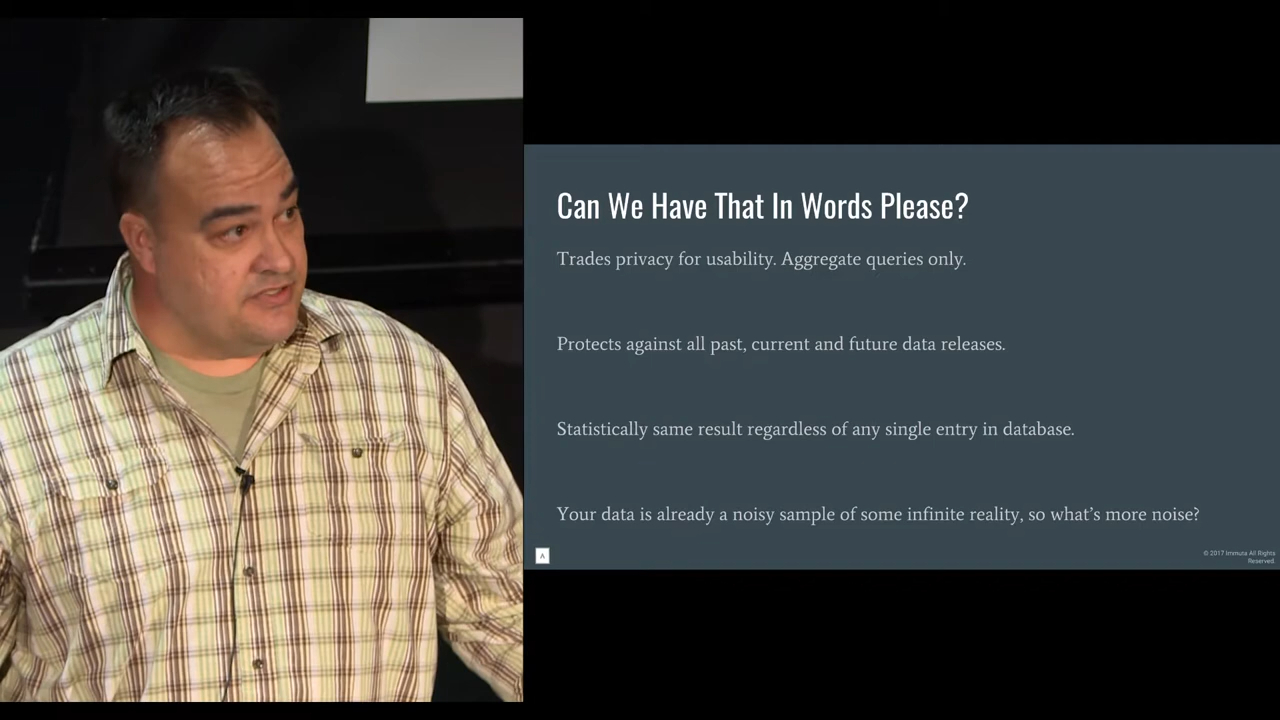 Can We Have That In Words Please?
Trades privacy for usability. Aggregate queries only.
Protects against all past, current and future data releases.
Statistically same result regardless of any single entry in database.
Your data is already a noisy sample of some infinite reality, so what's more noise?
© 2017 Immuta All Rights
Reserved.